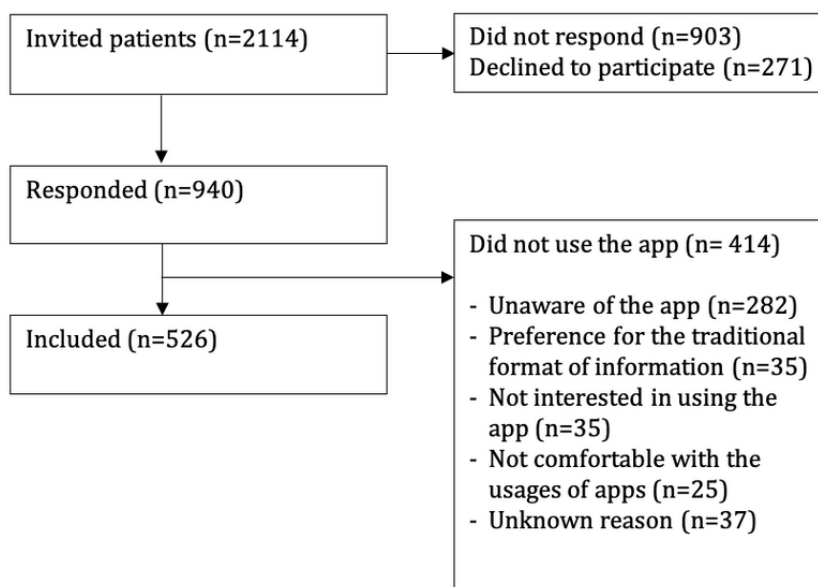 Invited patients (n=2114)
Did not respond (n=903)
Declined to participate (n=271)
Responded (n=940)
Did not use the app (n= 414)
- Unaware of the app (n=282)
- Preference for the traditional
format of information (n=35)
- Not interested in using the
app (n=35)
- Not comfortable with the
usages of apps (n=25)
- Unknown reason (n=37)
Included (n=526)